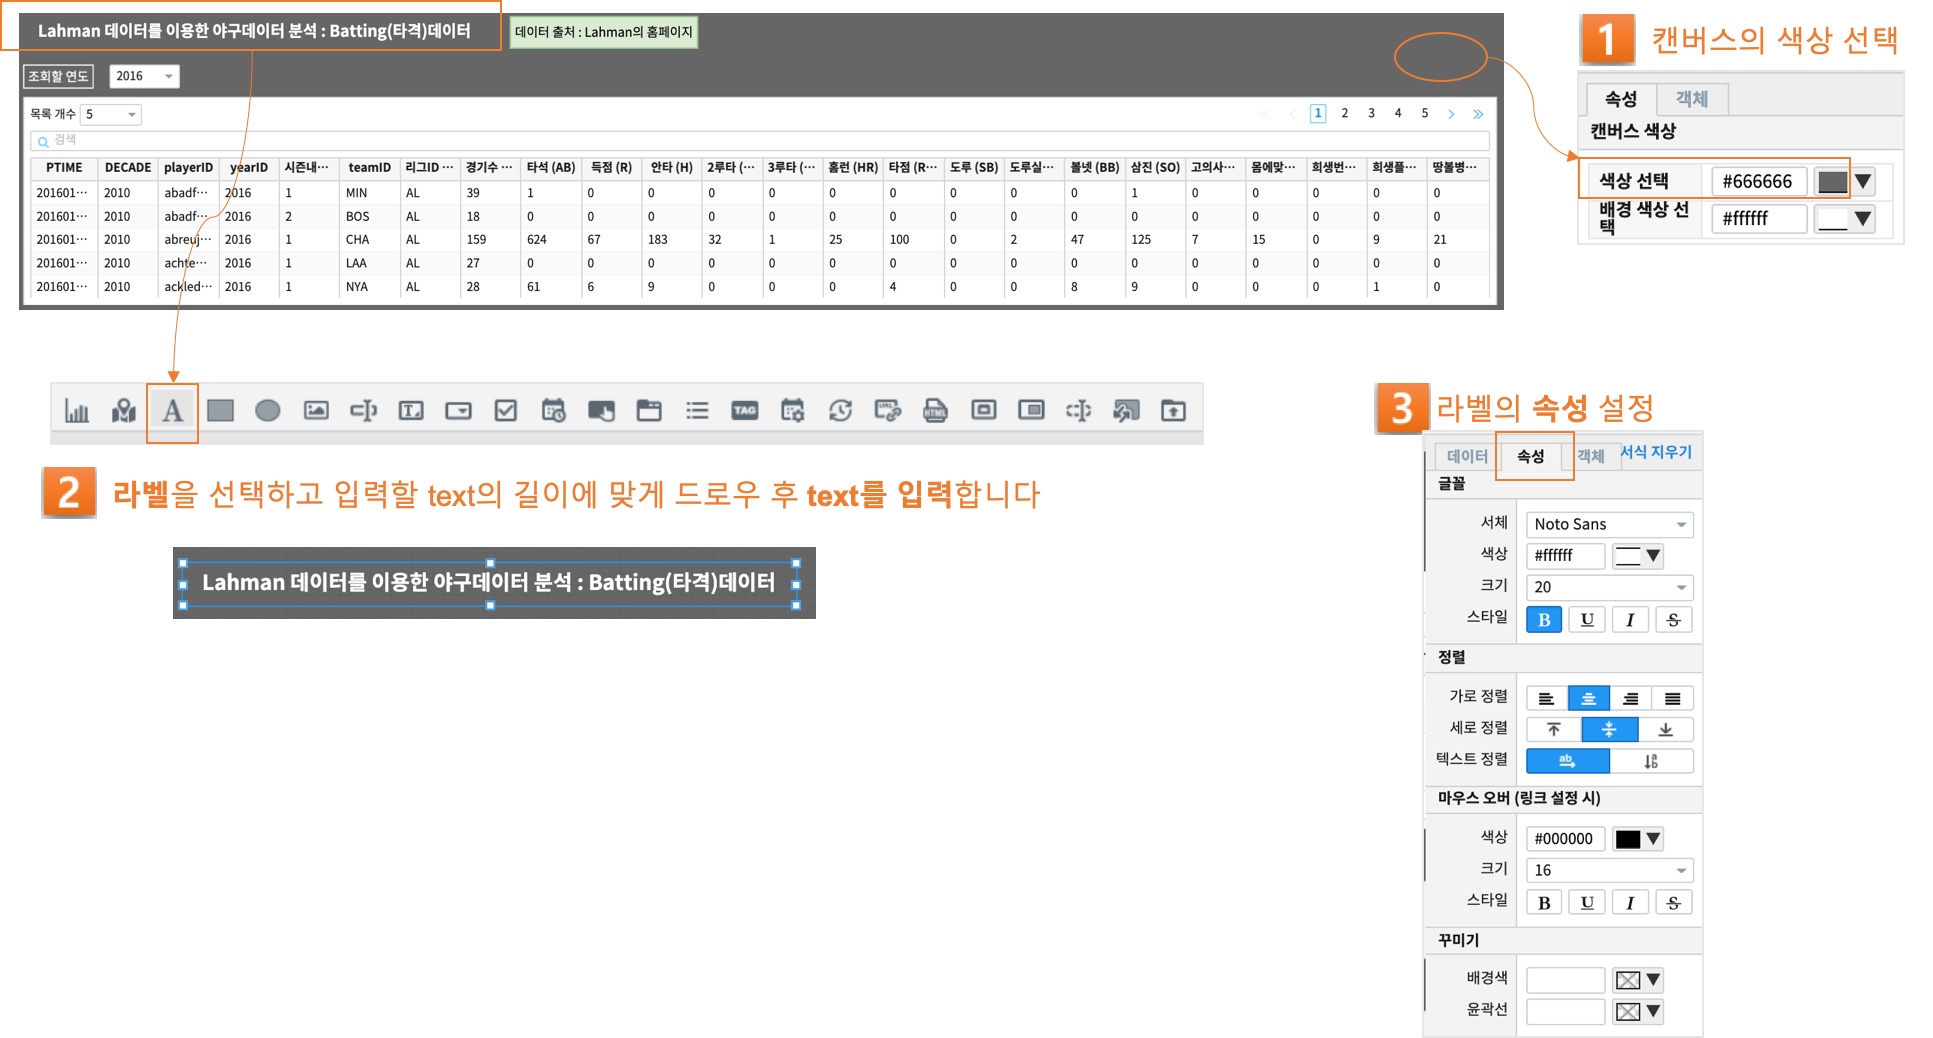 Lahman 데이터를 이용한 야구데이터 분석 : Batting(타격)데이터
데이터 출처 : Lahman의 홈페이지
조회할 연도 2016
목록 개수 5
« ‹ 1 2 3 4 5 › »
검색
PTIME DECADE playerID yearID 시즌내··· teamID 리그ID ··· 경기수 ··· 타석 (AB) 득점 (R) 안타 (H) 2루타 (··· 3루타 (··· 홈런 (HR) 타점 (R··· 도루 (SB) 도루실··· 볼넷 (BB) 삼진 (SO) 고의사··· 몸에맞··· 희생번··· 희생플··· 땅볼병···
201601··· 2010 abadf··· 2016 1 MIN AL 39 1 0 0 0 0 0 0 0 0 0 1 0 0 0 0 0
201601··· 2010 abadf··· 2016 2 BOS AL 18 0 0 0 0 0 0 0 0 0 0 0 0 0 0 0 0
201601··· 2010 abreuj··· 2016 1 CHA AL 159 624 67 183 32 1 25 100 0 2 47 125 7 15 0 9 21
201601··· 2010 achte··· 2016 1 LAA AL 27 0 0 0 0 0 0 0 0 0 0 0 0 0 0 0 0
201601··· 2010 ackled··· 2016 1 NYA AL 28 61 6 9 0 0 0 4 0 0 8 9 0 0 0 1 0
1 캔버스의 색상 선택
속성 객체
캔버스 색상
색상 선택 #666666
배경 색상 선
택 #ffffff
A T TAG URL HTML
2 라벨을 선택하고 입력할 text의 길이에 맞게 드로우 후 text를 입력합니다
Lahman 데이터를 이용한 야구데이터 분석 : Batting(타격)데이터
3 라벨의 속성 설정
데이터 속성 객체 서식 지우기
글꼴
서체 Noto Sans
색상 #ffffff
크기 20
스타일 B U I S
정렬
가로 정렬
세로 정렬
텍스트 정렬 ab ab
마우스 오버 (링크 설정 시)
색상 #000000
크기 16
스타일 B U I S
꾸미기
배경색
윤곽선